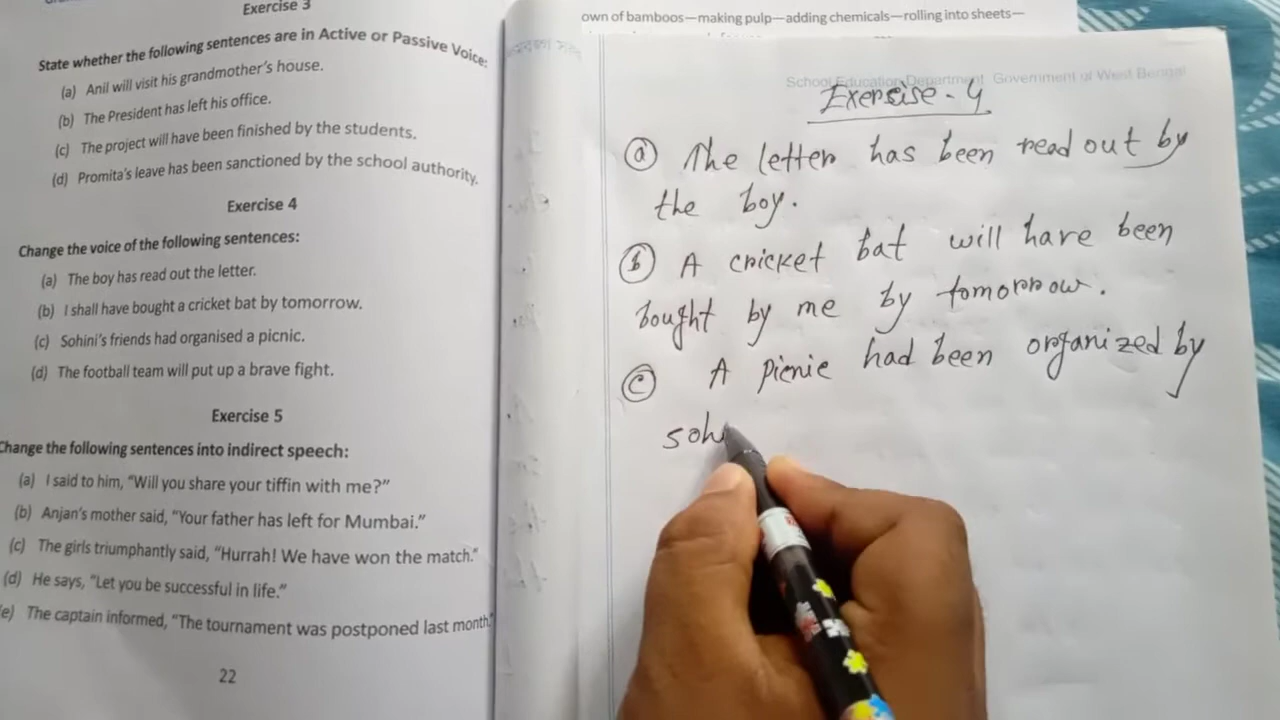 Exercise 3
State whether the following sentences are in Active or Passive Voice:
(a) Anil will visit his grandmother's house.
(b) The President has left his office.
(c) The project will have been finished by the students.
(d) Promita's leave has been sanctioned by the school authority.
Exercise 4
Change the voice of the following sentences:
(a) The boy has read out the letter.
(b) I shall have bought a cricket bat by tomorrow.
(c) Sohini's friends had organised a picnic.
(d) The football team will put up a brave fight.
Exercise 5
Change the following sentences into indirect speech:
(a) I said to him, "Will you share your tiffin with me?"
(b) Anjan's mother said, "Your father has left for Mumbai."
(c) The girls triumphantly said, "Hurrah! We have won the match."
(d) He says, "Let you be successful in life."
e) The captain informed, "The tournament was postponed last month."
22
own of bamboos—making pulp—adding chemicals—rolling into sheets—
School Education Department Government of West Bengal
Exercise - 4
(a) The letter has been read out by
the boy.
(b) A cricket bat will have been
bought by me by tomorrow.
(c) A picnic had been organized by
sohi